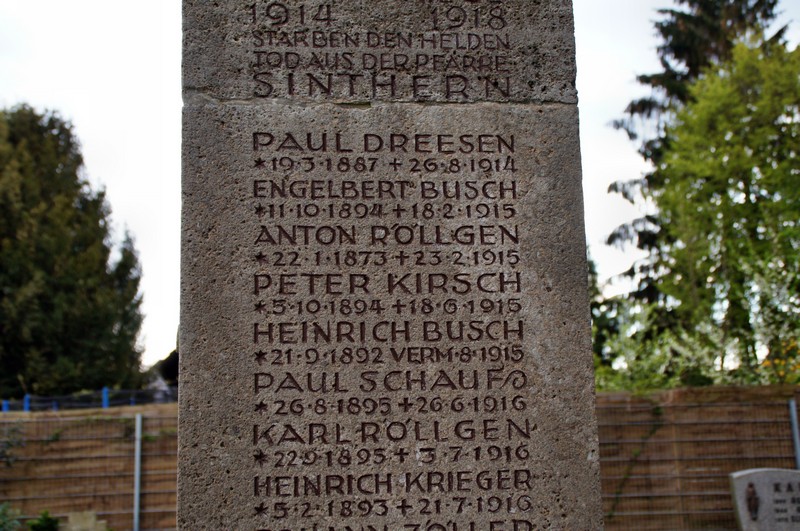 1914 1918
STARBEN DEN HELDEN
TOD AUS DER PFARRE
SINTHERN
PAUL DREESEN
*19·3·1887+26·8·1914
ENGELBERT BUSCH
*11·10·1894+18·2·1915
ANTON RÖLLGEN
*22·1·1873+23·2·1915
PETER KIRSCH
*5·10·1894+18·6·1915
HEINRICH BUSCH
*21·9·1892 VERM·8·1915
PAUL SCHAUFS
*26·8·1895+26·6·1916
KARL RÖLLGEN
*22·9·1895+3·7·1916
HEINRICH KRIEGER
*5·2·1893+21·7·1916
ZÖLLER